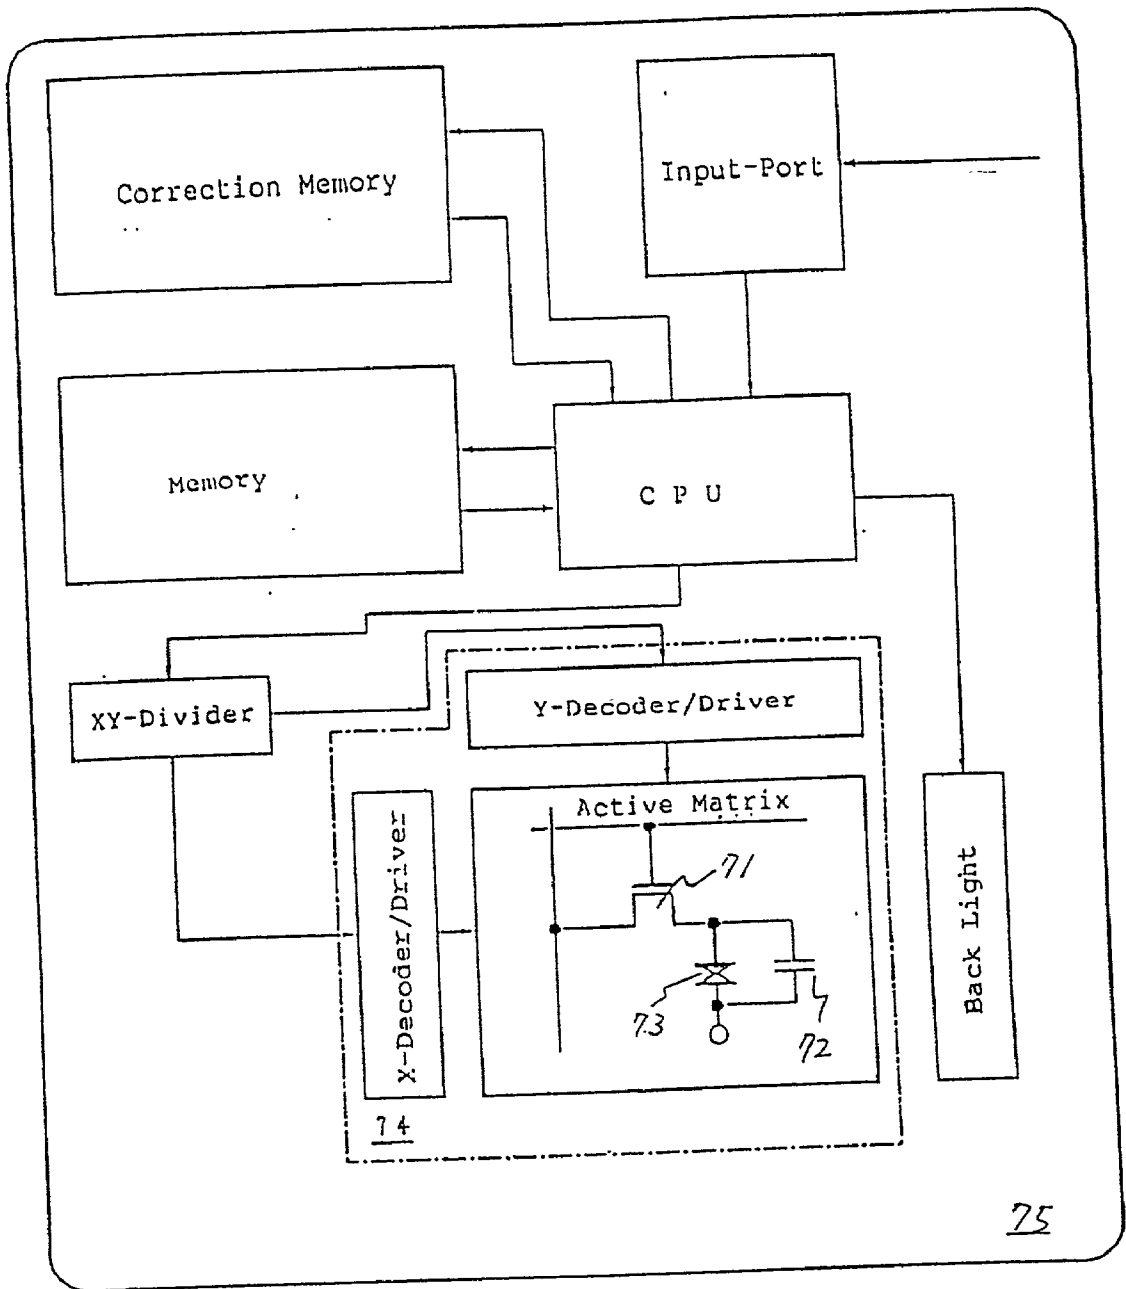 Correction Memory
Input-Port
Memory
C P U
XY-Divider
Y-Decoder/Driver
X-Decoder/Driver
Active Matrix
71
73
72
Back Light
74
75